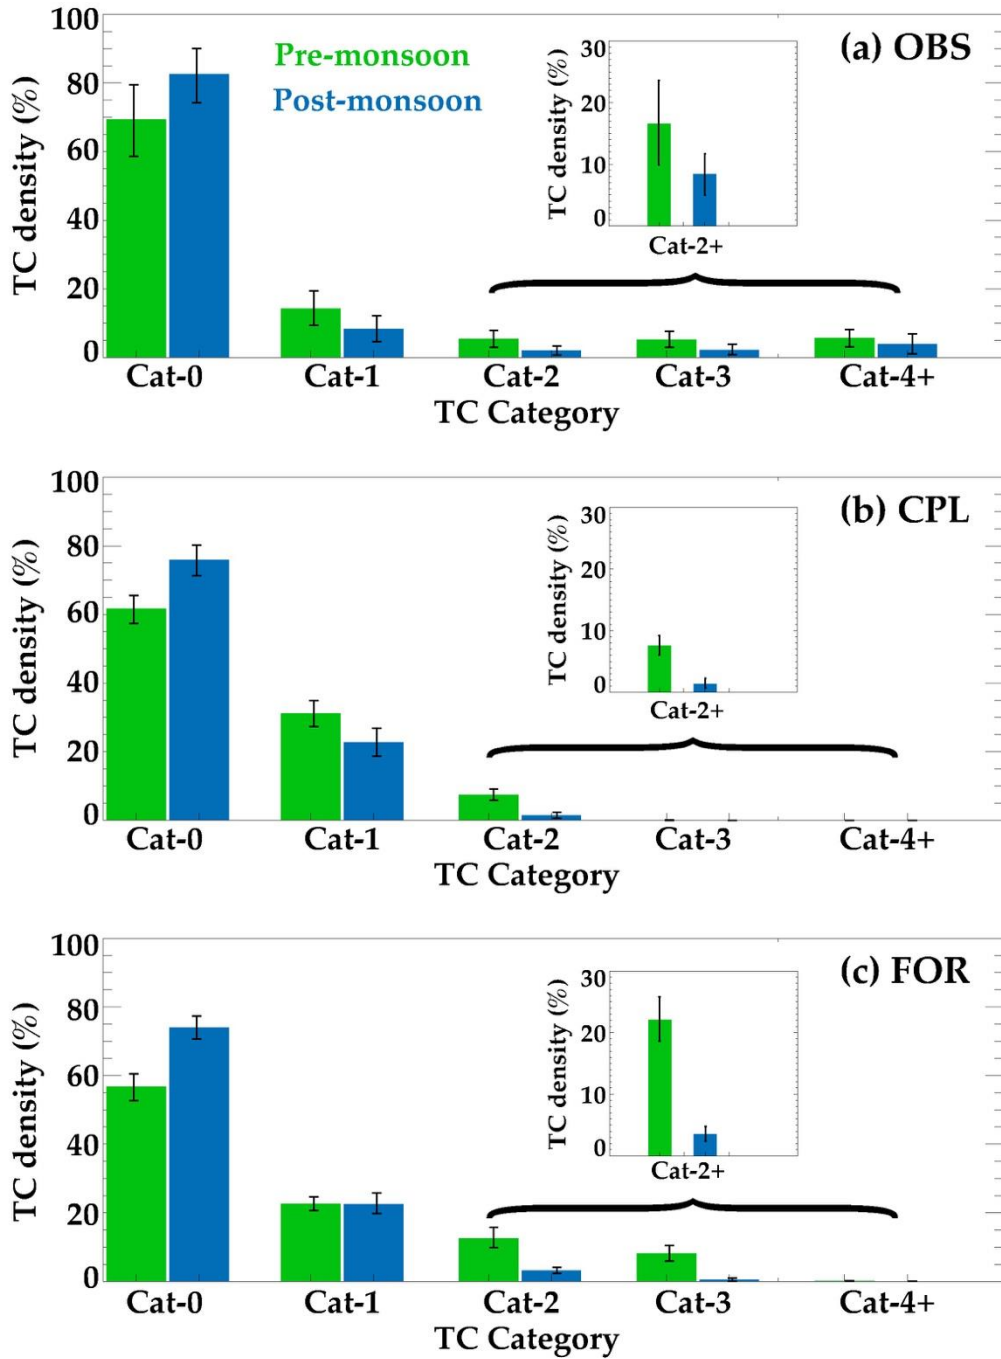 (a) OBS
Pre-monsoon
Post-monsoon
TC density (%)
100
80
60
40
20
0
TC density (%)
30
20
10
0
Cat-2+
Cat-0 Cat-1 Cat-2 Cat-3 Cat-4+
TC Category
(b) CPL
TC density (%)
100
80
60
40
20
0
TC density (%)
30
20
10
0
Cat-2+
Cat-0 Cat-1 Cat-2 Cat-3 Cat-4+
TC Category
(c) FOR
TC density (%)
100
80
60
40
20
0
TC density (%)
30
20
10
0
Cat-2+
Cat-0 Cat-1 Cat-2 Cat-3 Cat-4+
TC Category